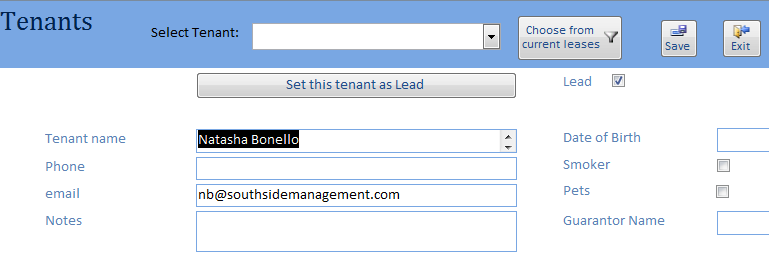 Tenants
Select Tenant:
Choose from
current leases
Save
Exit
Set this tenant as Lead
Lead
Tenant name
Natasha Bonello
Date of Birth
Phone
Smoker
email
nb@southsidemanagement.com
Pets
Notes
Guarantor Name